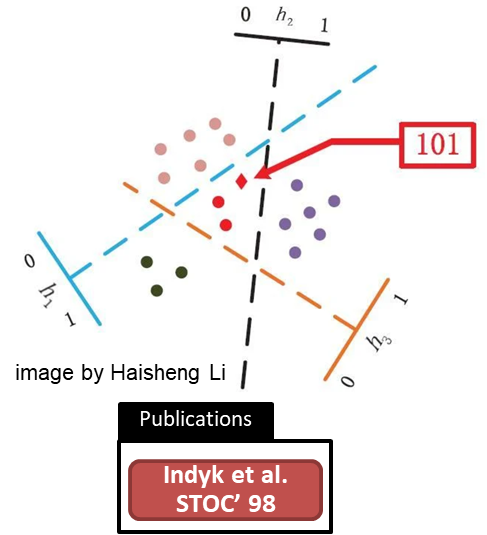 0 h₂ 1
101
0
h₁
1
1
h₃
0
image by Haisheng Li
Publications
Indyk et al.
STOC’ 98